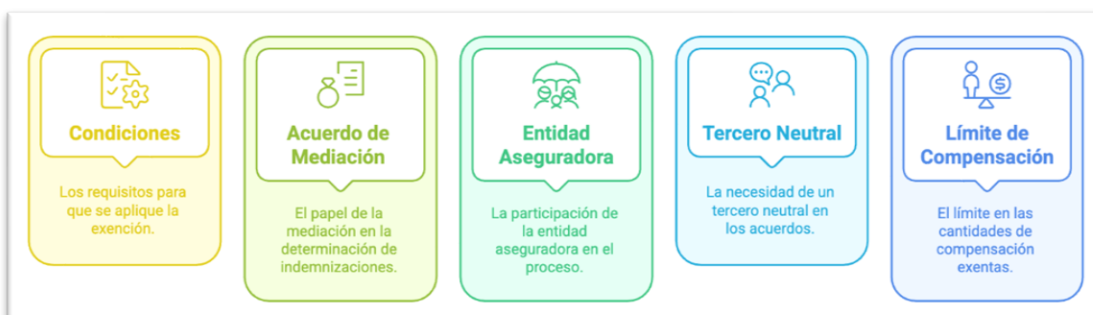 Condiciones
Los requisitos para
que se aplique la
exención.
Acuerdo de
Mediación
El papel de la
mediación en la
determinación de
indemnizaciones.
Entidad
Aseguradora
La participación de
la entidad
aseguradora en el
proceso.
Tercero Neutral
La necesidad de un
tercero neutral en
los acuerdos.
Límite de
Compensación
El límite en las
cantidades de
compensación
exentas.